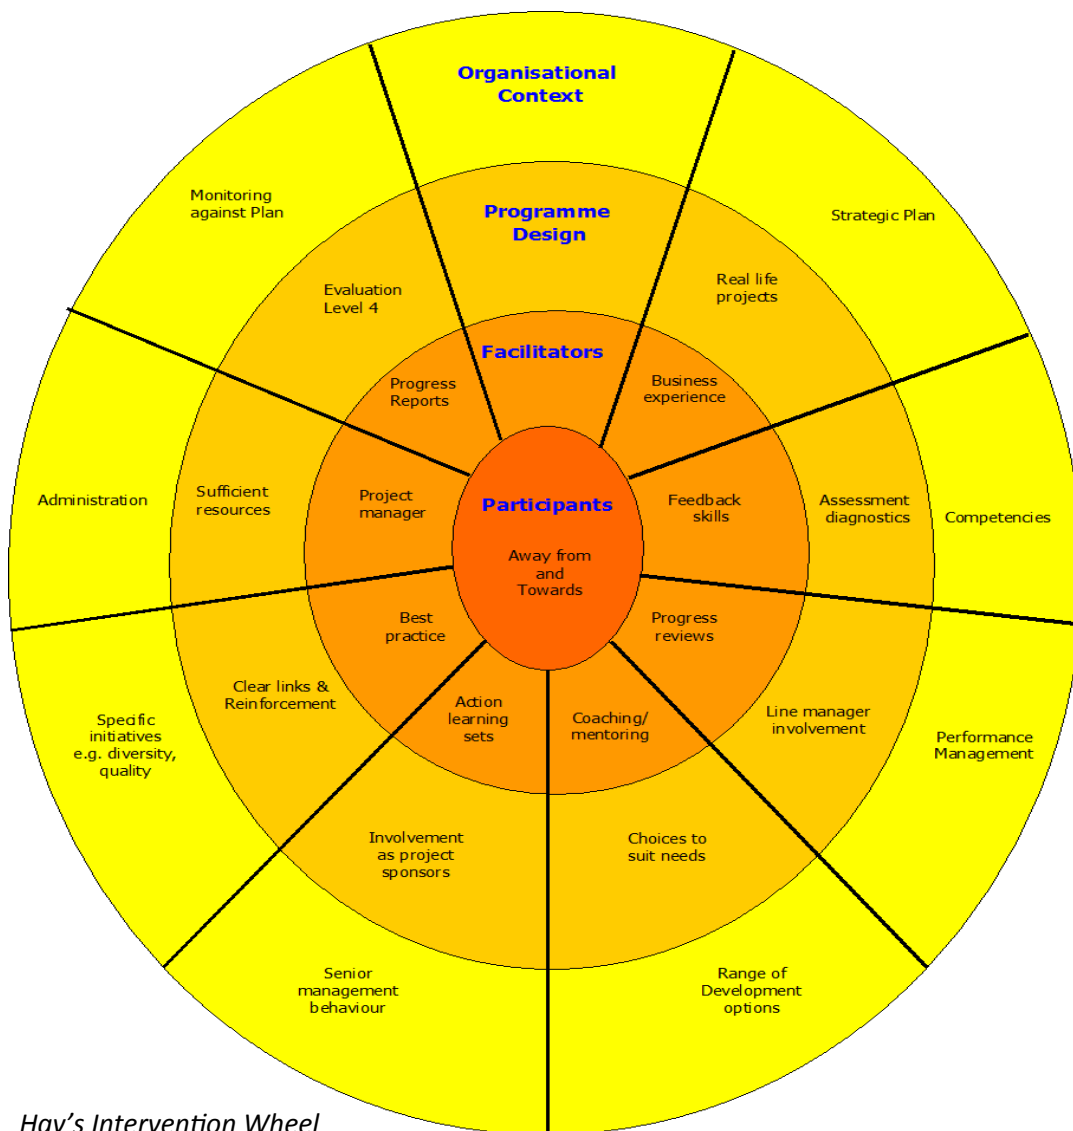 Organisational
Context
Programme
Design
Facilitators
Participants
Away from
and
Towards
Strategic Plan
Real life
projects
Business
experience
Competencies
Assessment
diagnostics
Feedback
skills
Performance
Management
Line manager
involvement
Progress
reviews
Range of
Development
options
Choices to
suit needs
Coaching/
mentoring
Senior
management
behaviour
Involvement
as project
sponsors
Action
learning
sets
Specific
initiatives
e.g. diversity,
quality
Clear links &
Reinforcement
Best
practice
Administration
Sufficient
resources
Project
manager
Monitoring
against Plan
Evaluation
Level 4
Progress
Reports
Hay's Intervention Wheel